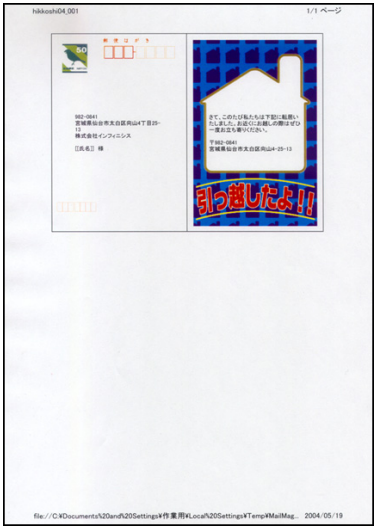 hikkoshi04_001
1/1 ページ
郵便はがき
50
982-0841
宮城県仙台市太白区向山4丁目25-
13
株式会社インフィニシス
[[氏名]] 様
さて、このたび私たちは下記に転居い
たしました。お近くにお越しの際はぜひ
一度お立ち寄りください。
〒982-0841
宮城県仙台市太白区向山4-25-13
引っ越したよ!!
file://C:¥Documents%20and%20Settings¥作業用¥Local%20Settings¥Temp¥MailMag... 2004/05/19